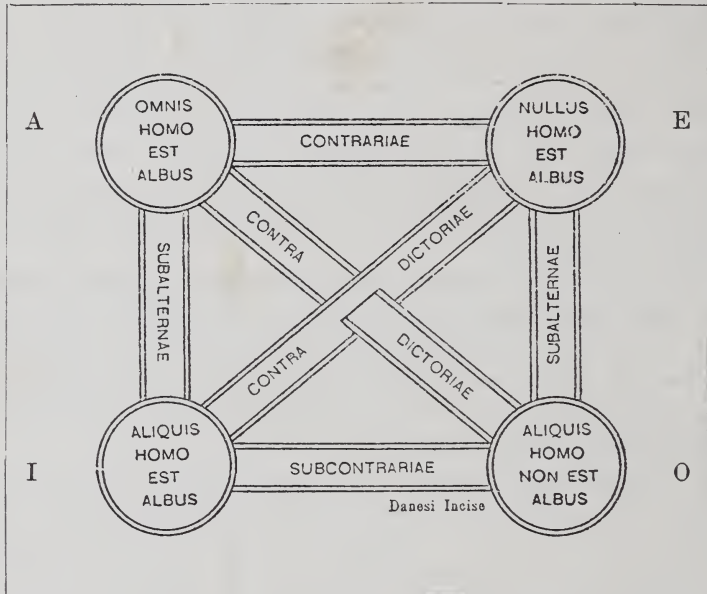 A
OMNIS
HOMO
EST
ALBUS
CONTRARIAE
NULLUS
HOMO
EST
ALBUS
E
SUBALTERNAE
CONTRA
DICTORIAE
CONTRA
DICTORIAE
SUBALTERNAE
I
ALIQUIS
HOMO
EST
ALBUS
SUBCONTRARIAE
ALIQUIS
HOMO
NON EST
ALBUS
O
Danesi Incise